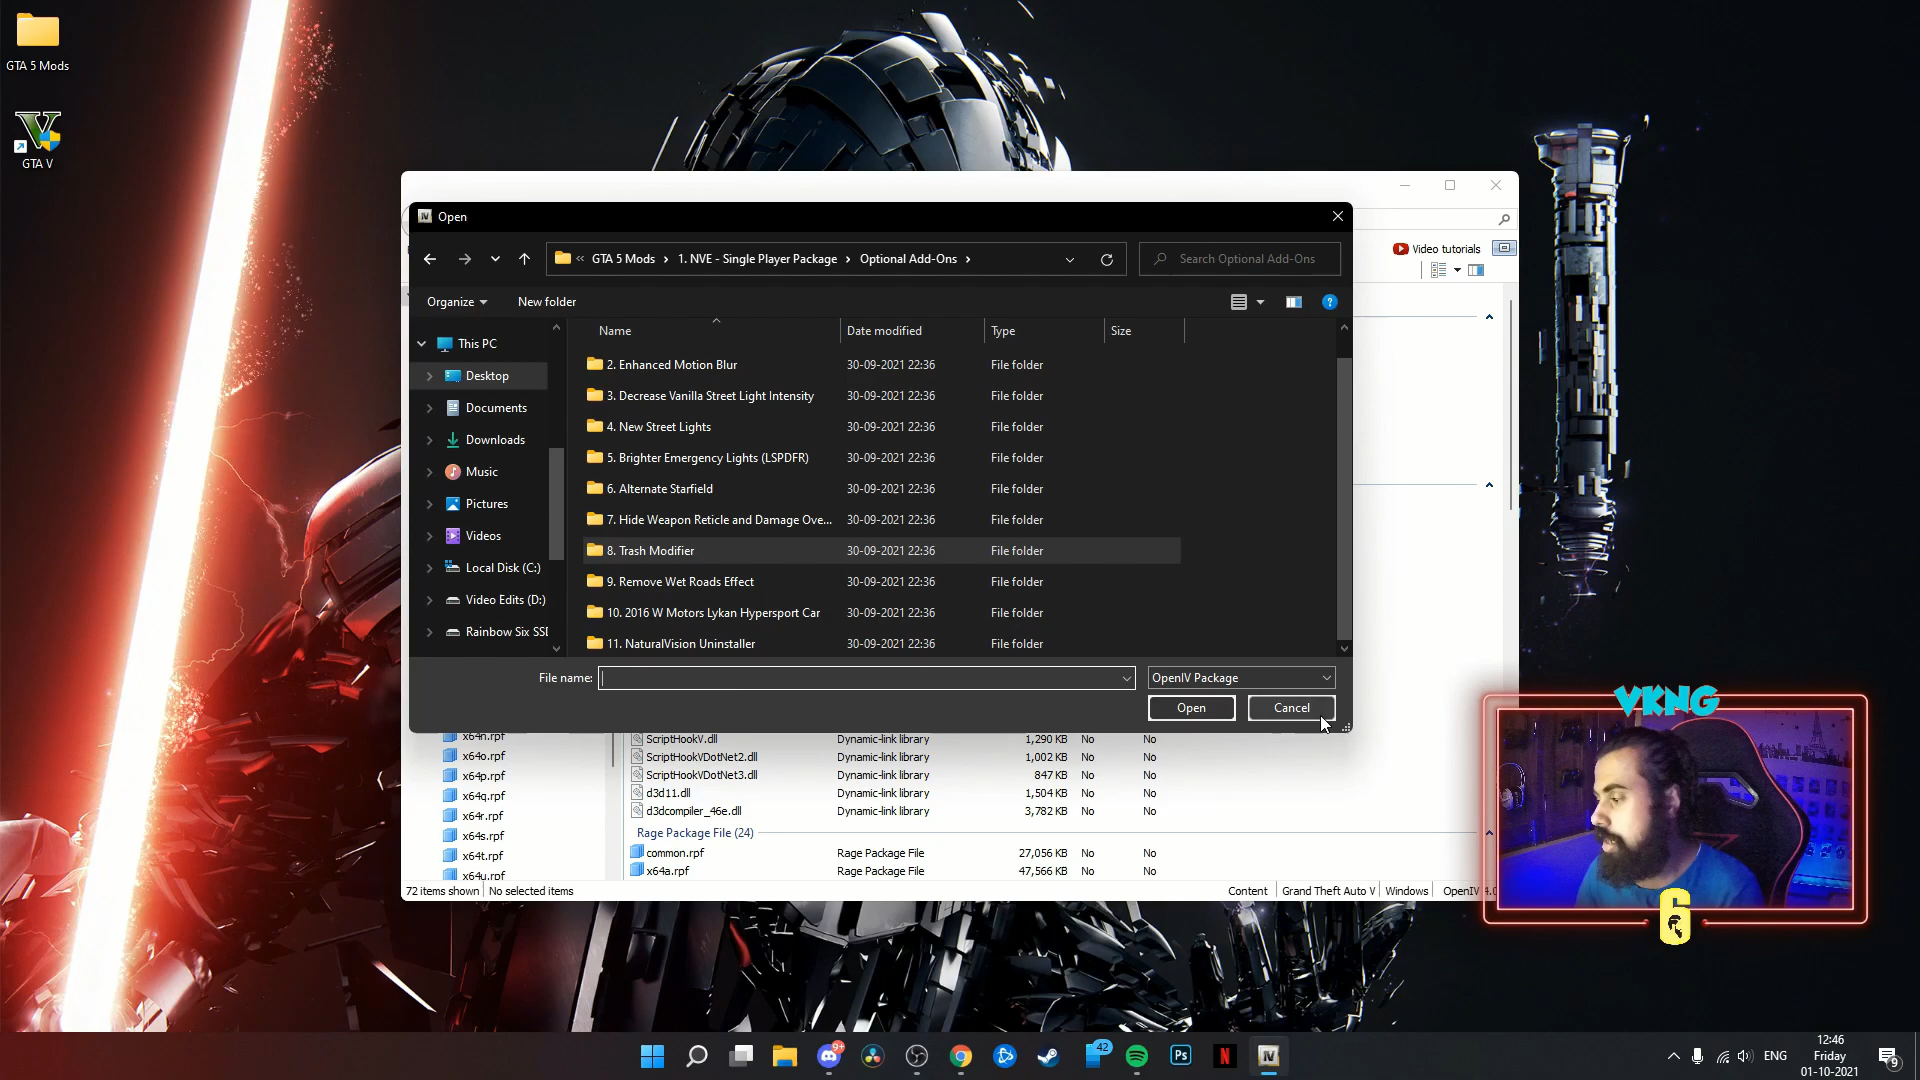 GTA 5 Mods
GTA V
Open
« GTA 5 Mods › 1. NVE - Single Player Package › Optional Add-Ons ›
Search Optional Add-Ons
Video tutorials
Organize
New folder
Name
Date modified
Type
Size
This PC
Desktop
Documents
Downloads
Music
Pictures
Videos
Local Disk (C:)
Video Edits (D:)
Rainbow Six SSD
2. Enhanced Motion Blur 30-09-2021 22:36 File folder
3. Decrease Vanilla Street Light Intensity 30-09-2021 22:36 File folder
4. New Street Lights 30-09-2021 22:36 File folder
5. Brighter Emergency Lights (LSPDFR) 30-09-2021 22:36 File folder
6. Alternate Starfield 30-09-2021 22:36 File folder
7. Hide Weapon Reticle and Damage Ove... 30-09-2021 22:36 File folder
8. Trash Modifier 30-09-2021 22:36 File folder
9. Remove Wet Roads Effect 30-09-2021 22:36 File folder
10. 2016 W Motors Lykan Hypersport Car 30-09-2021 22:36 File folder
11. NaturalVision Uninstaller 30-09-2021 22:36 File folder
File name:
OpenIV Package
Open
Cancel
x64n.rpf
x64o.rpf
x64p.rpf
x64q.rpf
x64r.rpf
x64s.rpf
x64t.rpf
x64u.rpf
ScriptHookV.dll Dynamic-link library 1,290 KB No No
ScriptHookVDotNet2.dll Dynamic-link library 1,002 KB No No
ScriptHookVDotNet3.dll Dynamic-link library 847 KB No No
d3d11.dll Dynamic-link library 1,504 KB No No
d3dcompiler_46e.dll Dynamic-link library 3,782 KB No No
Rage Package File (24)
common.rpf Rage Package File 27,056 KB No No
x64a.rpf Rage Package File 47,566 KB No No
72 items shown
No selected items
Content
Grand Theft Auto V
Windows
OpenIV 4.0
VKNG
6
9+
42
Ps
N
IV
ENG
12:46
Friday
01-10-2021
9